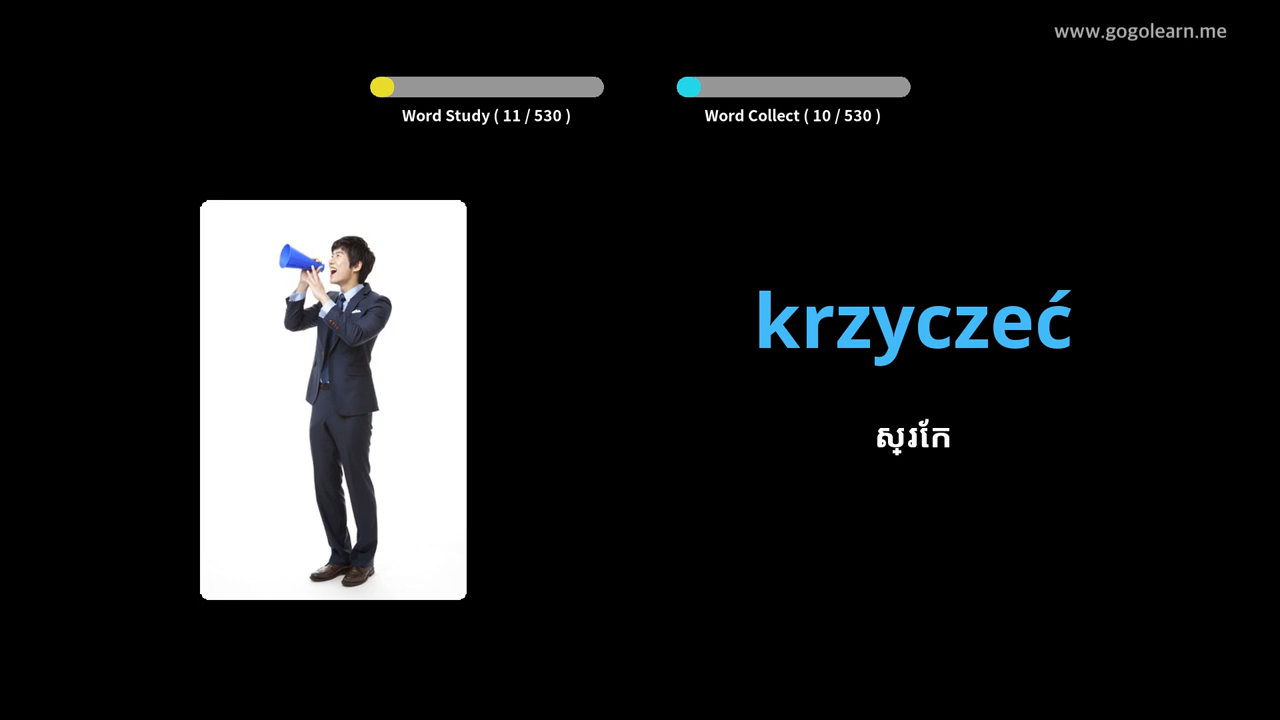 www.gogolearn.me
Word Study ( 11 / 530 )
Word Collect ( 10 / 530 )
krzyczeć
ស្រែក